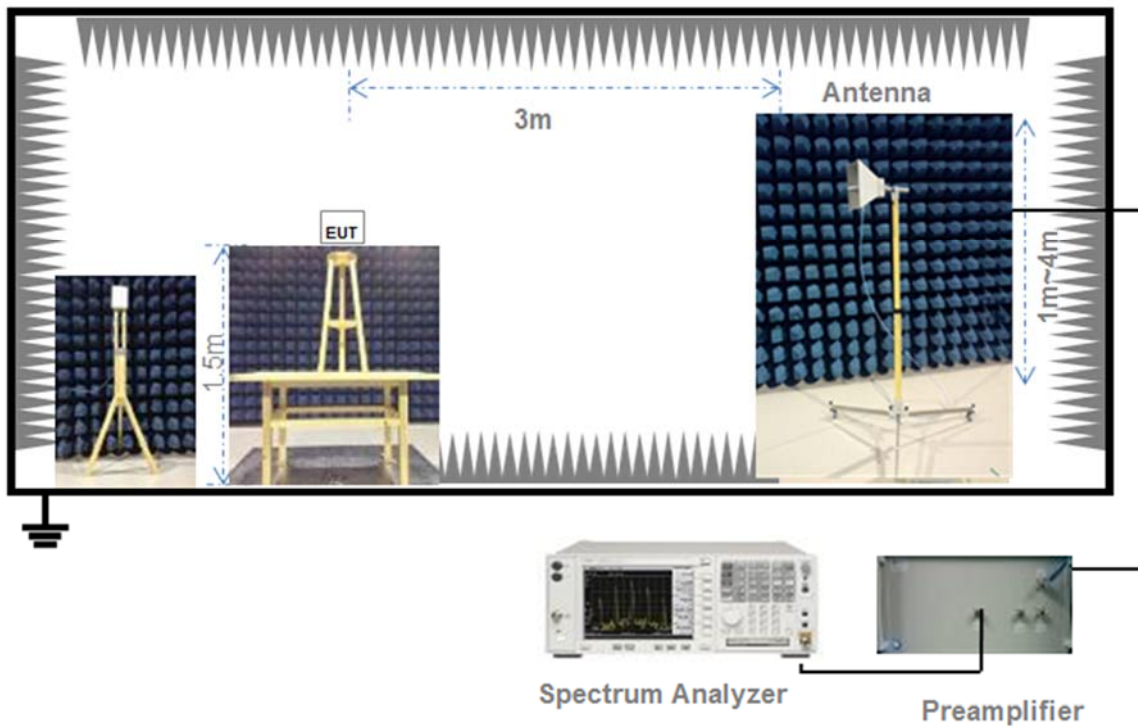 Antenna
3m
EUT
1.5m
1m~4m
Spectrum Analyzer
Preamplifier